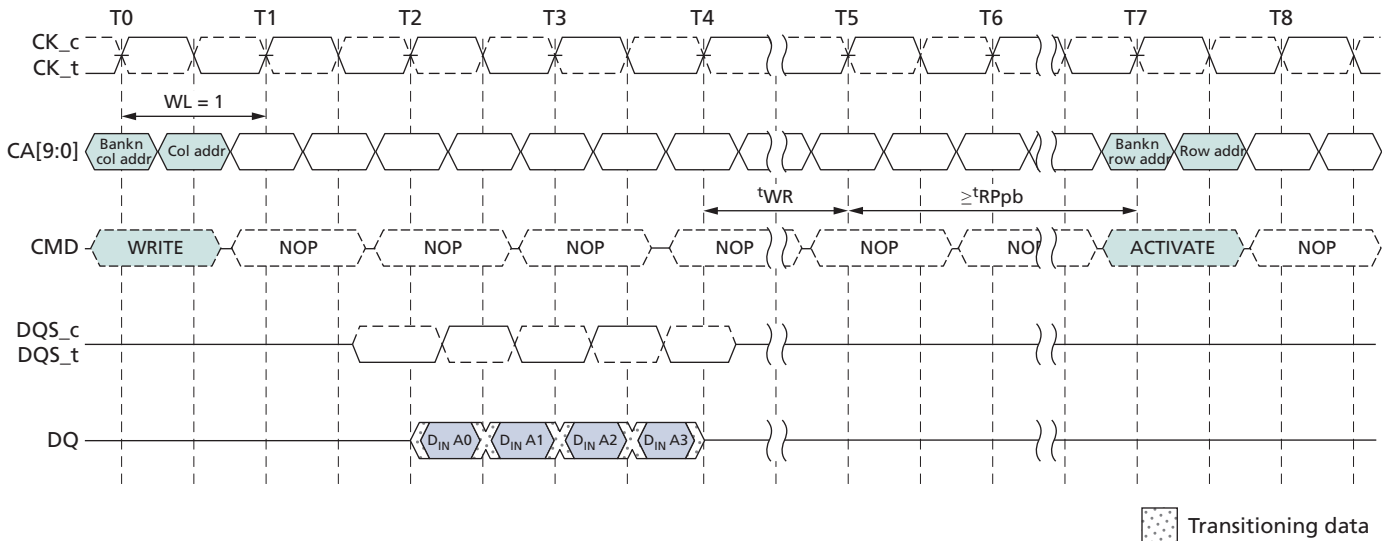 T0 T1 T2 T3 T4 T5 T6 T7 T8
CK_c
CK_t
WL = 1
CA[9:0]
Bankn
col addr
Col addr
Bankn
row addr
Row addr
tWR
≥tRPpb
CMD
WRITE NOP NOP NOP NOP NOP NOP ACTIVATE NOP
DQS_c
DQS_t
DQ
DIN A0 DIN A1 DIN A2 DIN A3
Transitioning data